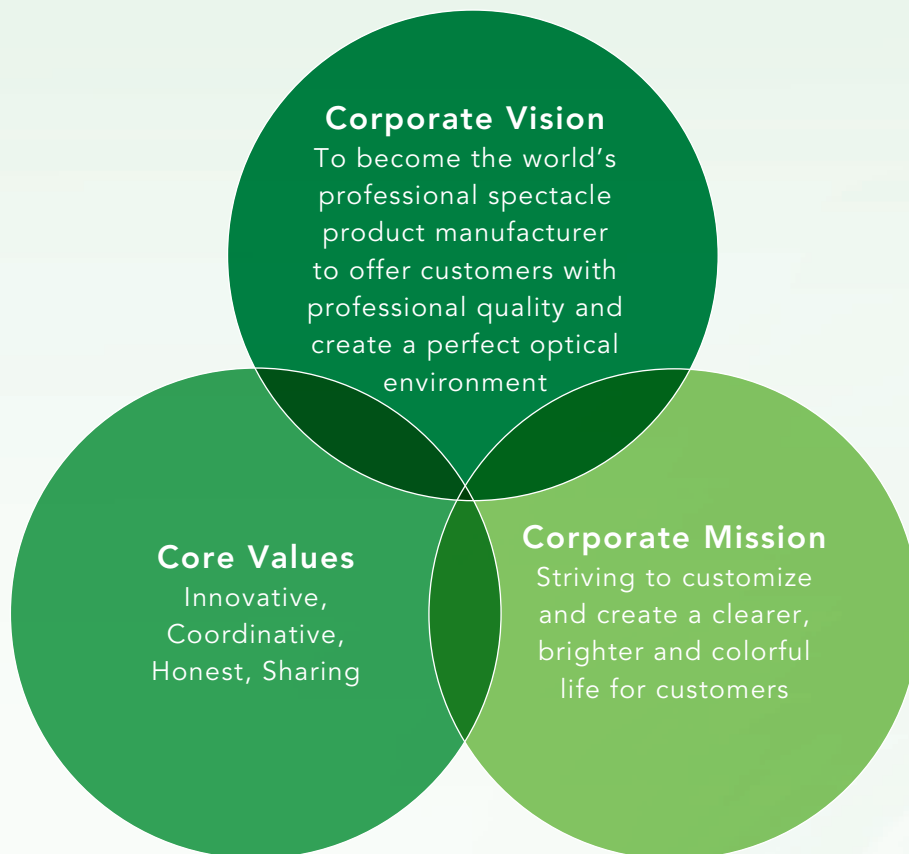 Corporate Vision
To become the world’s
professional spectacle
product manufacturer
to offer customers with
professional quality and
create a perfect optical
environment
Core Values
Innovative,
Coordinative,
Honest, Sharing
Corporate Mission
Striving to customize
and create a clearer,
brighter and colorful
life for customers